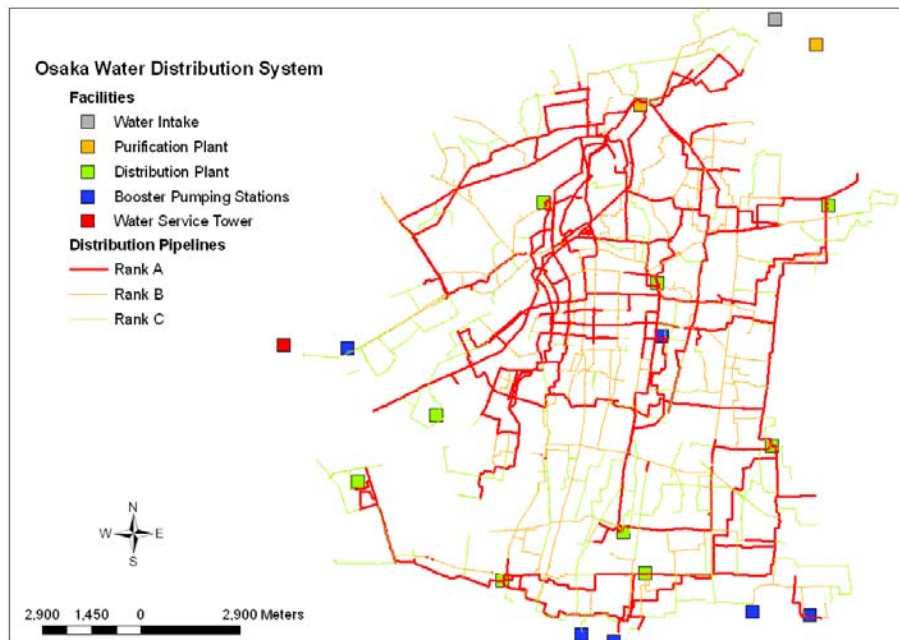 Osaka Water Distribution System
Facilities
Water Intake
Purification Plant
Distribution Plant
Booster Pumping Stations
Water Service Tower
Distribution Pipelines
Rank A
Rank B
Rank C
N
W E
S
2,900 1,450 0 2,900 Meters